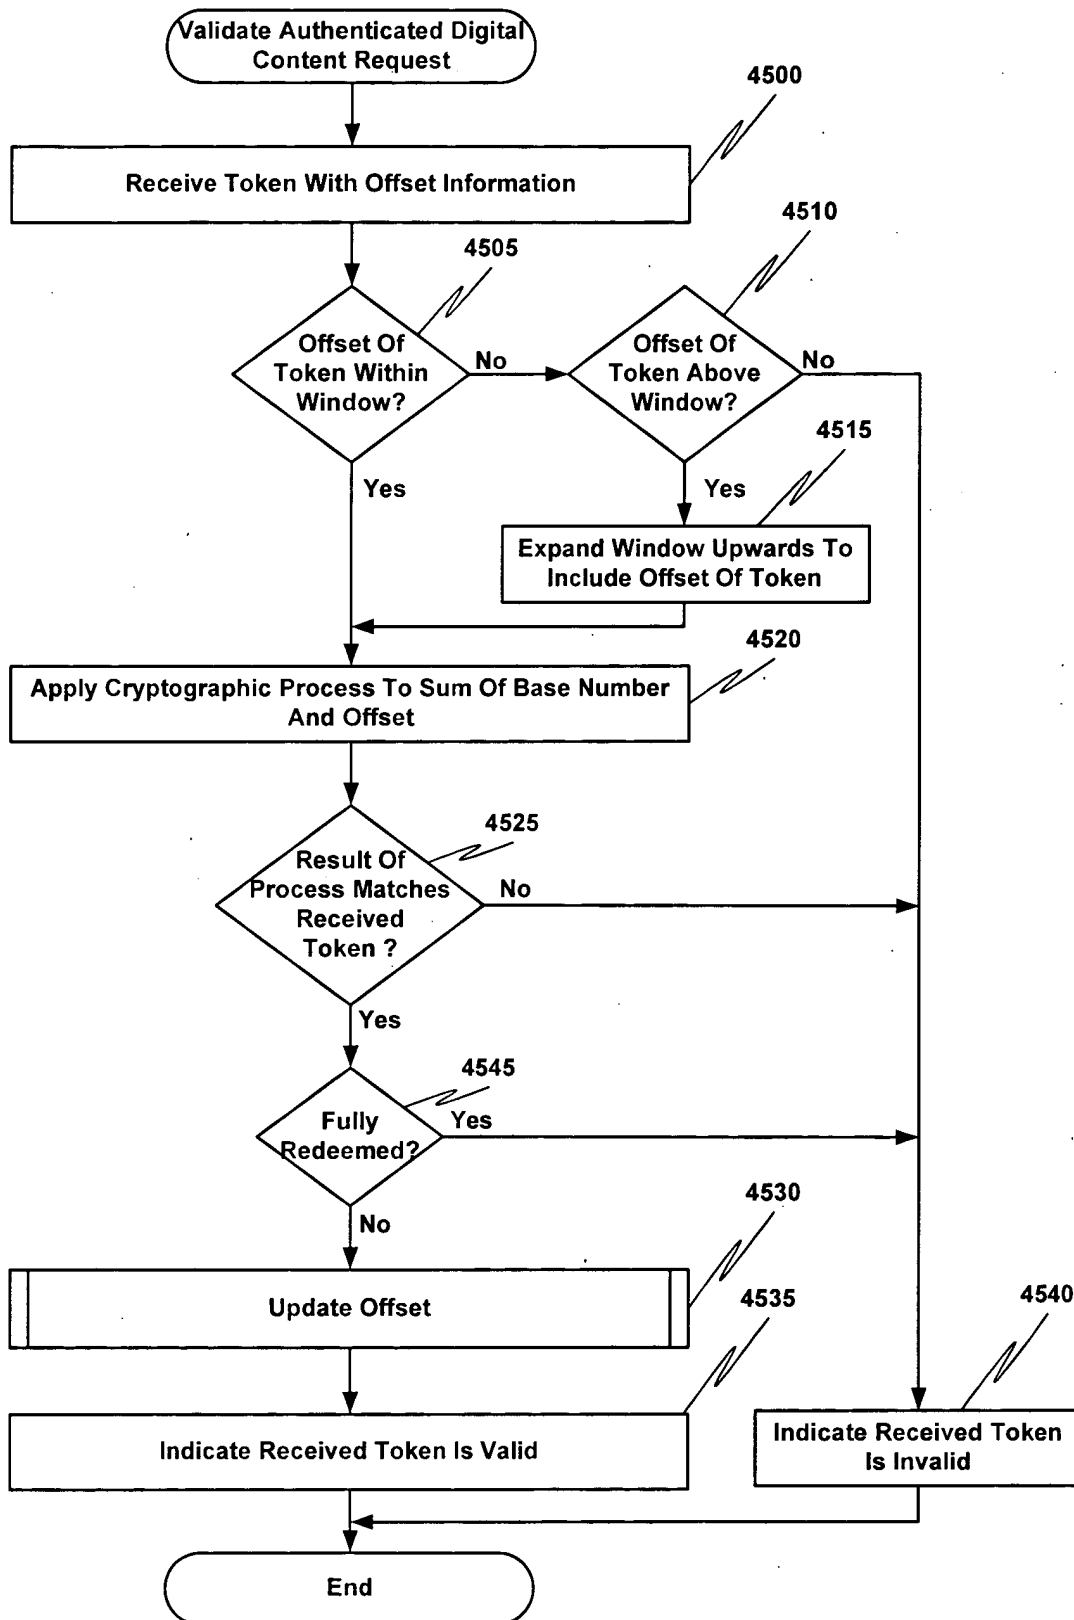 Validate Authenticated Digital
Content Request
4500
Receive Token With Offset Information
4505
4510
Offset Of
Token Within
Window?
No
Offset Of
Token Above
Window?
No
Yes
Yes
4515
Expand Window Upwards To
Include Offset Of Token
4520
Apply Cryptographic Process To Sum Of Base Number
And Offset
4525
Result Of
Process Matches
Received
Token ?
No
Yes
4545
Fully
Redeemed?
Yes
No
4530
Update Offset
4535
4540
Indicate Received Token Is Valid
Indicate Received Token
Is Invalid
End